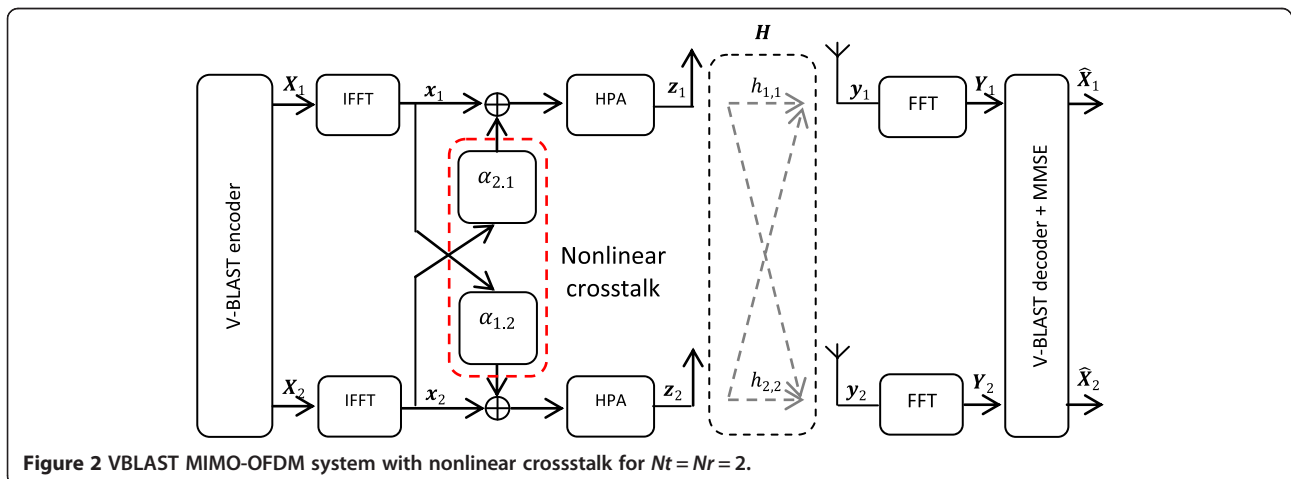 H
X₁
IFFT
x₁
HPA
z₁
h₁,₁
y₁
FFT
Y₁
X̂₁
α₂.₁
V-BLAST encoder
Nonlinear
crosstalk
V-BLAST decoder + MMSE
α₁.₂
X₂
IFFT
x₂
HPA
z₂
h₂,₂
y₂
FFT
Y₂
X̂₂
Figure 2 VBLAST MIMO-OFDM system with nonlinear crossstalk for Nt = Nr = 2.